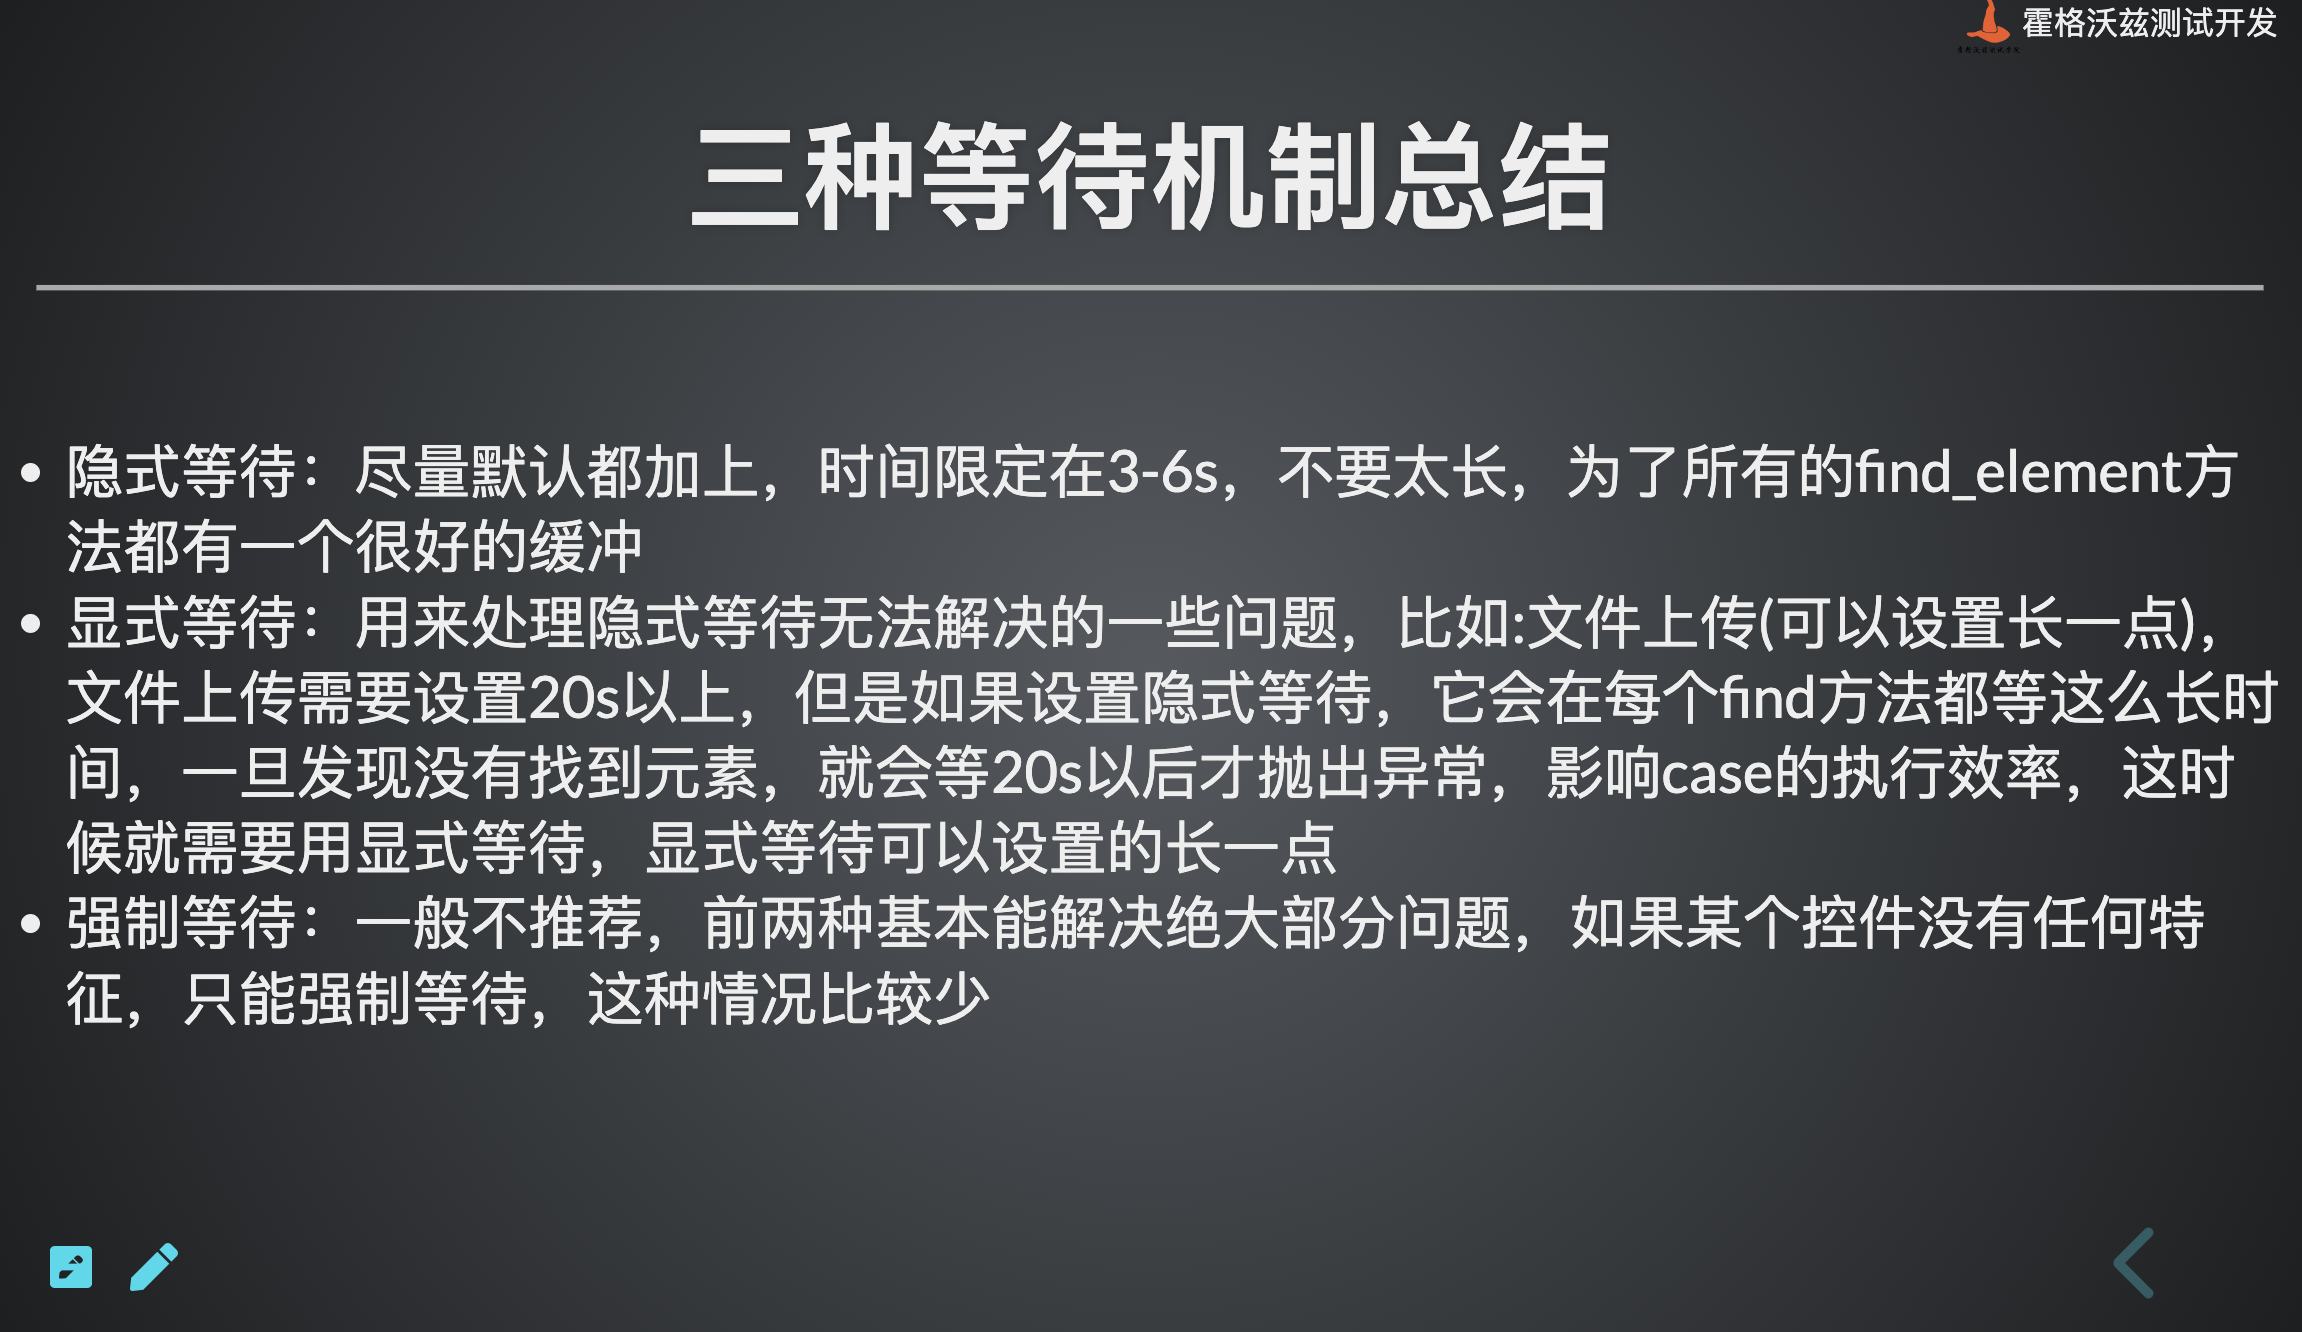 霍格沃兹测试开发
霍格沃兹测试学院
三种等待机制总结
隐式等待：尽量默认都加上，时间限定在3-6s，不要太长，为了所有的find_element方
法都有一个很好的缓冲
显式等待：用来处理隐式等待无法解决的一些问题，比如:文件上传(可以设置长一点)，
文件上传需要设置20s以上，但是如果设置隐式等待，它会在每个find方法都等这么长时
间，一旦发现没有找到元素，就会等20s以后才抛出异常，影响case的执行效率，这时
候就需要用显式等待，显式等待可以设置的长一点
强制等待：一般不推荐，前两种基本能解决绝大部分问题，如果某个控件没有任何特
征，只能强制等待，这种情况比较少